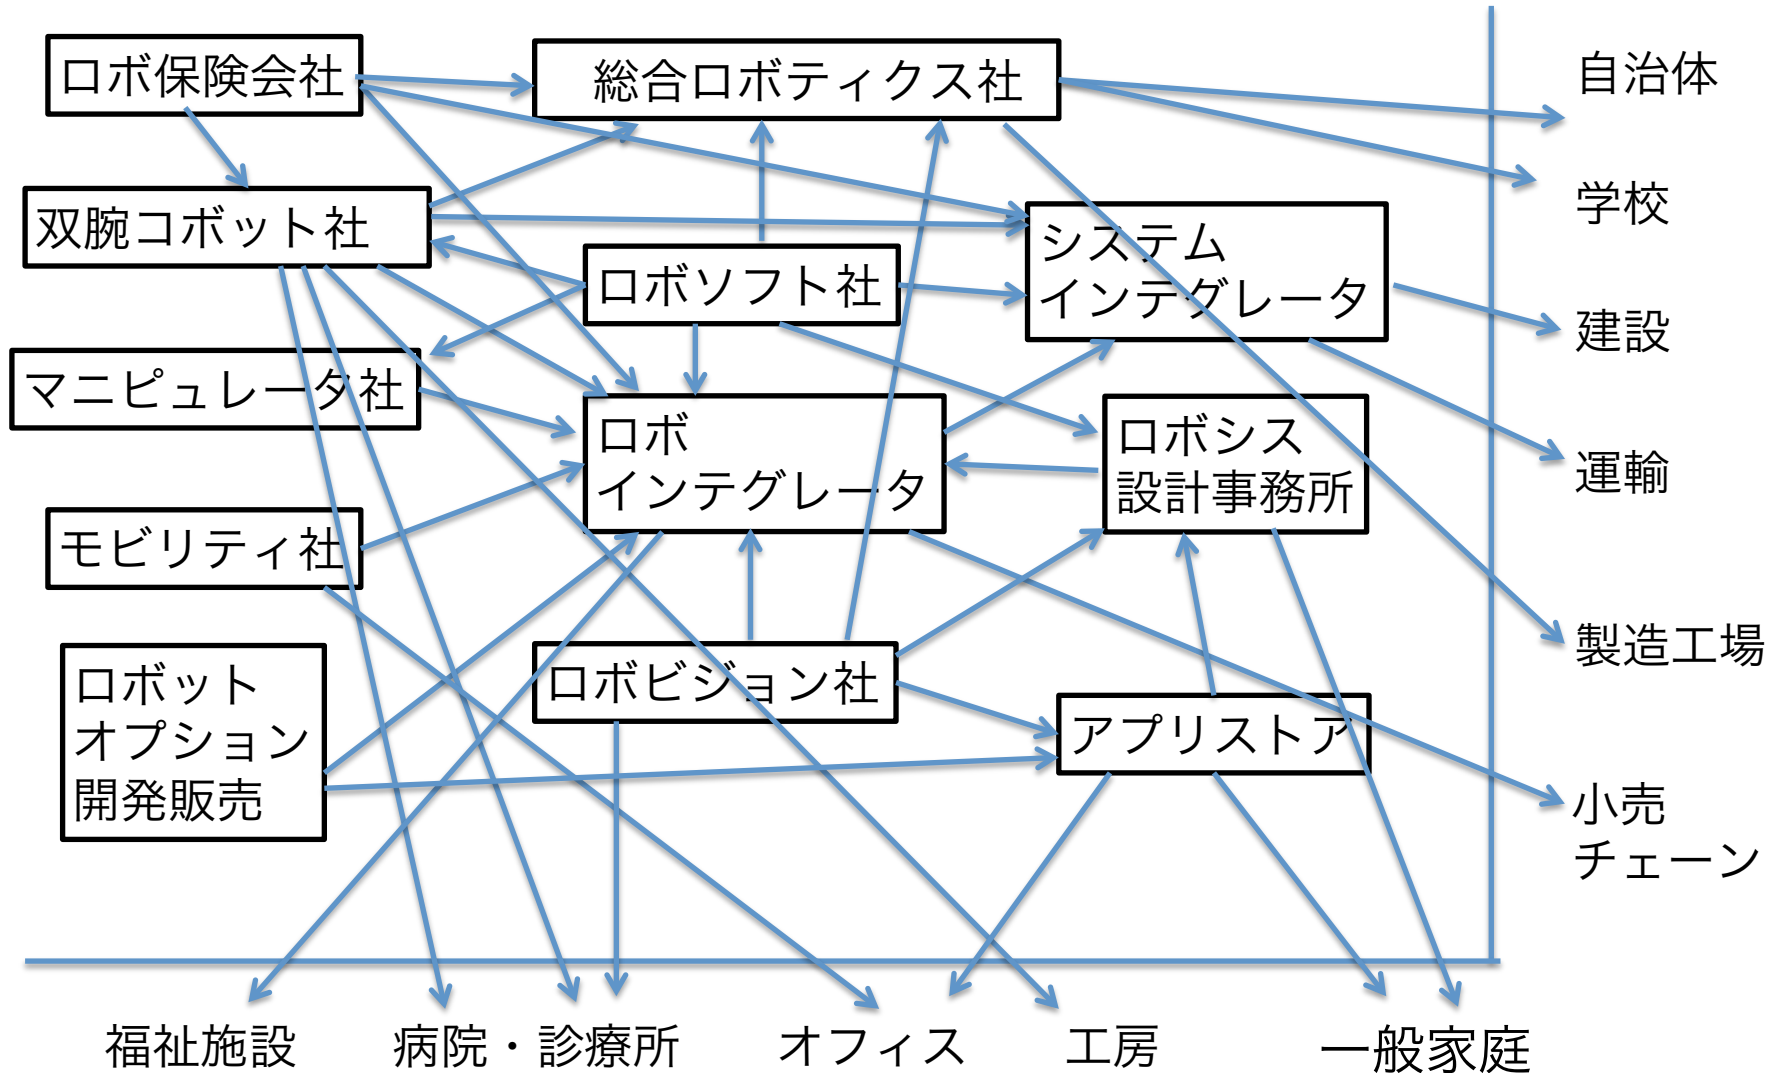 ロボ保険会社
総合ロボティクス社
自治体
双腕コボット社
学校
システム
インテグレータ
ロボソフト社
建設
マニピュレータ社
ロボ
インテグレータ
ロボシス
設計事務所
運輸
モビリティ社
製造工場
ロボット
オプション
開発販売
ロボビジョン社
アプリストア
小売
チェーン
福祉施設
病院・診療所
オフィス
工房
一般家庭